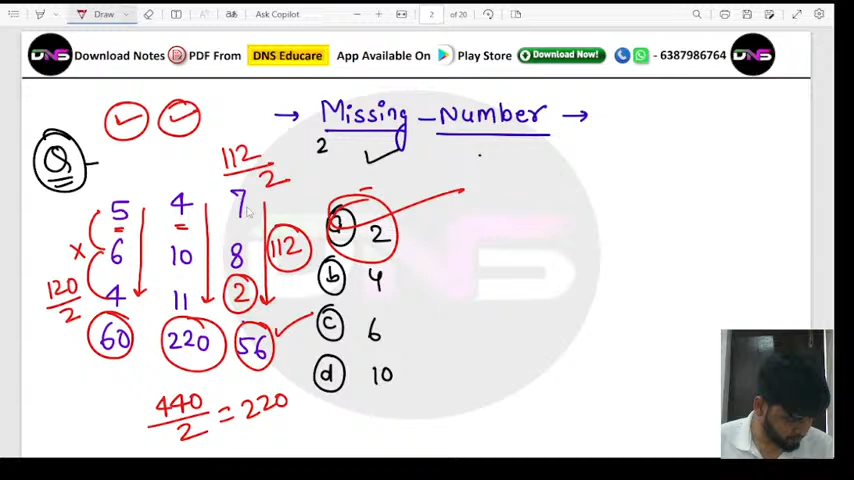 Draw
Ask Copilot
2 of 20
DNS Download Notes PDF From DNS Educare App Available On Play Store Download Now! - 6387986764 DNS
→ Missing - Number →
2
Q -
112/2
5 4 7
a 2
× 6 10 8 112
b 4
120/2 4 11 2
c 6
60 220 56
d 10
440/2 = 220